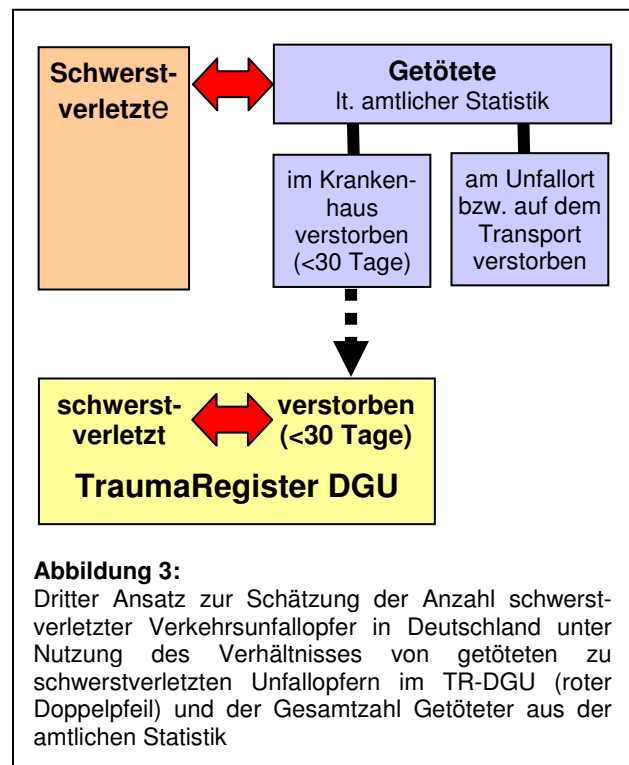 Schwerst-
verletzte
Getötete
lt. amtlicher Statistik
im Kranken-
haus
verstorben
(<30 Tage)
am Unfallort
bzw. auf dem
Transport
verstorben
schwerst-
verletzt
verstorben
(<30 Tage)
TraumaRegister DGU
Abbildung 3:
Dritter Ansatz zur Schätzung der Anzahl schwerst-
verletzter Verkehrsunfallopfer in Deutschland unter
Nutzung des Verhältnisses von getöteten zu
schwerstverletzten Unfallopfern im TR-DGU (roter
Doppelpfeil) und der Gesamtzahl Getöteter aus der
amtlichen Statistik